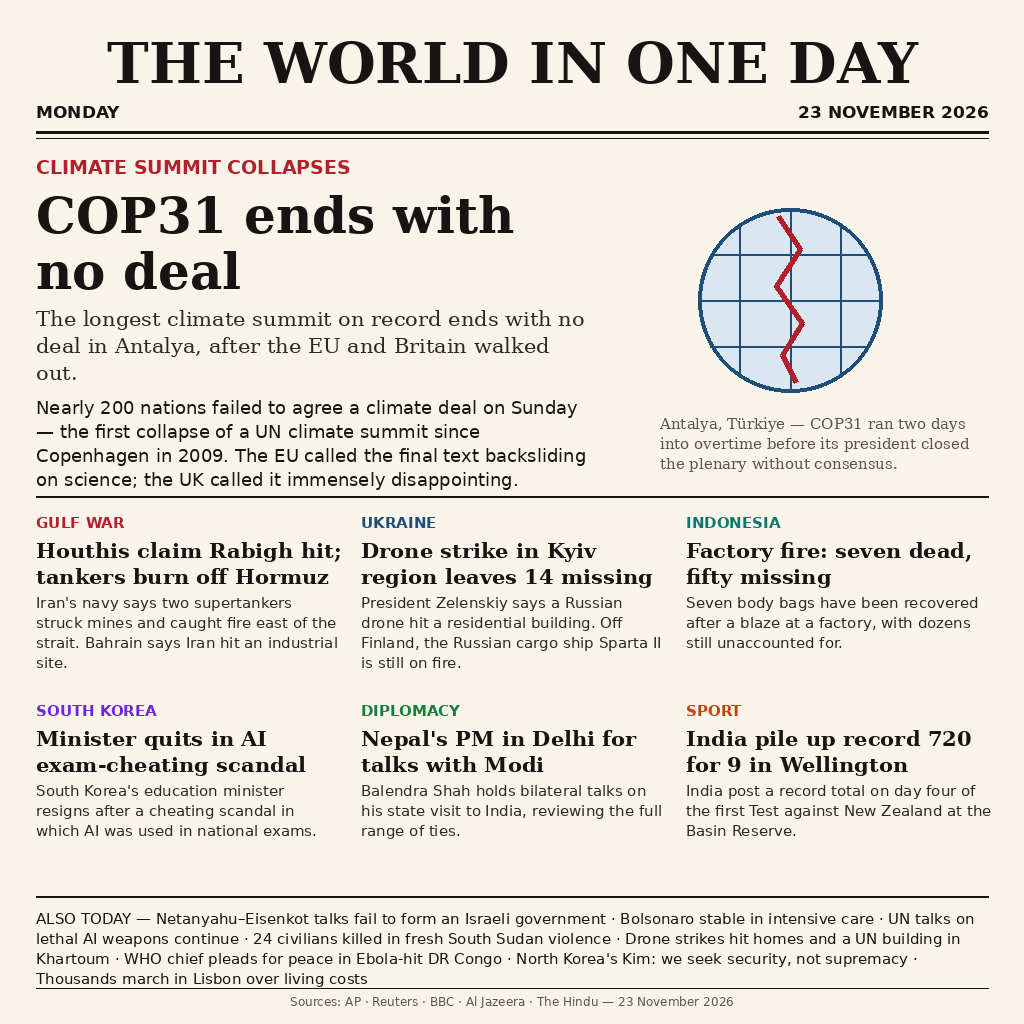 THE WORLD IN ONE DAY
MONDAY
23 NOVEMBER 2026
CLIMATE SUMMIT COLLAPSES
COP31 ends with
no deal
The longest climate summit on record ends with no
deal in Antalya, after the EU and Britain walked
out.
Nearly 200 nations failed to agree a climate deal on Sunday
— the first collapse of a UN climate summit since
Copenhagen in 2009. The EU called the final text backsliding
on science; the UK called it immensely disappointing.
Antalya, Türkiye — COP31 ran two days
into overtime before its president closed
the plenary without consensus.
GULF WAR
Houthis claim Rabigh hit;
tankers burn off Hormuz
Iran's navy says two supertankers
struck mines and caught fire east of the
strait. Bahrain says Iran hit an industrial
site.
UKRAINE
Drone strike in Kyiv
region leaves 14 missing
President Zelenskiy says a Russian
drone hit a residential building. Off
Finland, the Russian cargo ship Sparta II
is still on fire.
INDONESIA
Factory fire: seven dead,
fifty missing
Seven body bags have been recovered
after a blaze at a factory, with dozens
still unaccounted for.
SOUTH KOREA
Minister quits in AI
exam-cheating scandal
South Korea's education minister
resigns after a cheating scandal in
which AI was used in national exams.
DIPLOMACY
Nepal's PM in Delhi for
talks with Modi
Balendra Shah holds bilateral talks on
his state visit to India, reviewing the full
range of ties.
SPORT
India pile up record 720
for 9 in Wellington
India post a record total on day four of
the first Test against New Zealand at the
Basin Reserve.
ALSO TODAY — Netanyahu–Eisenkot talks fail to form an Israeli government · Bolsonaro stable in intensive care · UN talks on
lethal AI weapons continue · 24 civilians killed in fresh South Sudan violence · Drone strikes hit homes and a UN building in
Khartoum · WHO chief pleads for peace in Ebola-hit DR Congo · North Korea's Kim: we seek security, not supremacy ·
Thousands march in Lisbon over living costs
Sources: AP · Reuters · BBC · Al Jazeera · The Hindu — 23 November 2026